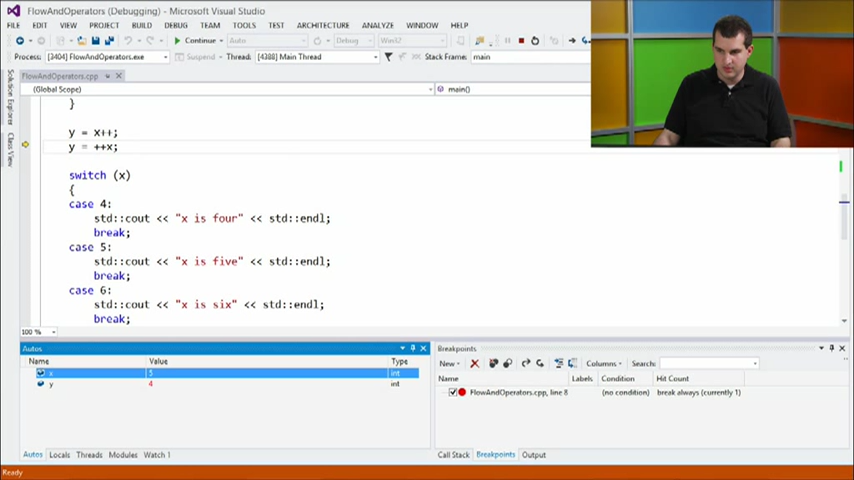 FlowAndOperators (Debugging) - Microsoft Visual Studio
FILE EDIT VIEW PROJECT BUILD DEBUG TEAM TOOLS TEST ARCHITECTURE ANALYZE WINDOW HELP
Continue Auto Debug Win32
Process: [3404] FlowAndOperators.exe Suspend Thread: [4388] Main Thread Stack Frame: main
FlowAndOperators.cpp
(Global Scope) main()
Solution Explorer
Class View
}
y = x++;
y = ++x;
switch (x)
{
case 4:
std::cout << "x is four" << std::endl;
break;
case 5:
std::cout << "x is five" << std::endl;
break;
case 6:
std::cout << "x is six" << std::endl;
break;
100 %
Autos
Name Value Type
x 5 int
y 4 int
Autos Locals Threads Modules Watch 1
Breakpoints
New Columns Search:
Name Labels Condition Hit Count
FlowAndOperators.cpp, line 8 (no condition) break always (currently 1)
Call Stack Breakpoints Output
Ready